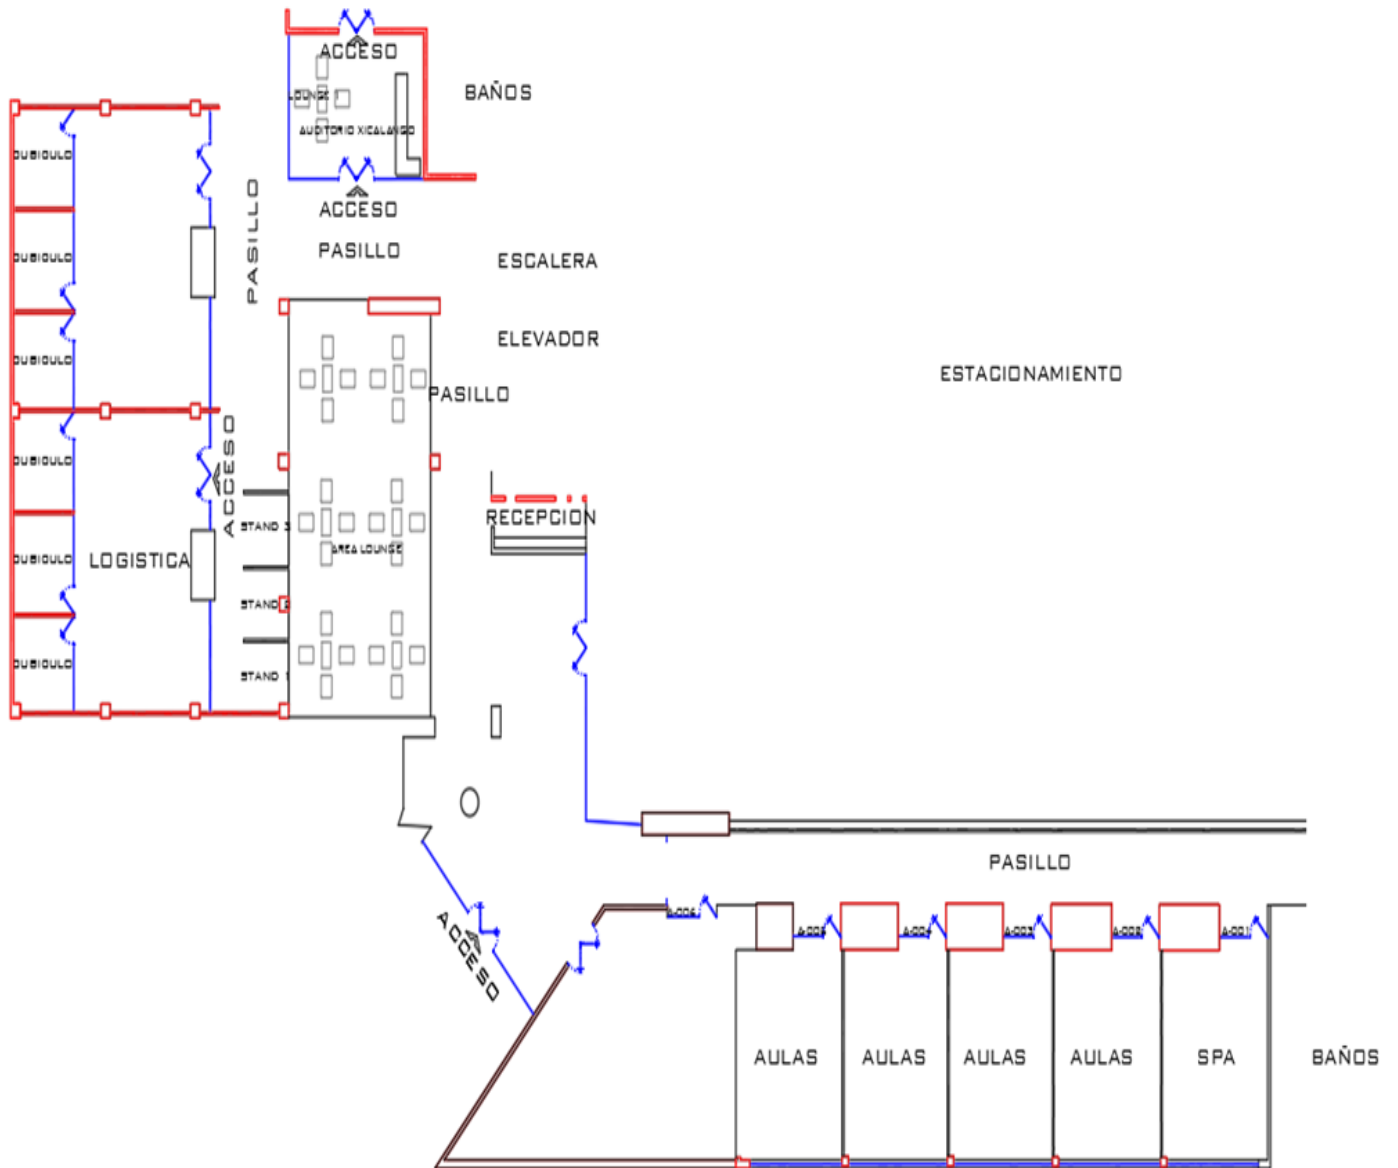 ACCESO
LOUNGE 1
BAÑOS
AUDITORIO XICALANGO
CUBICULO
PASILLO
ACCESO
PASILLO
CUBICULO
ESCALERA
ELEVADOR
CUBICULO
ESTACIONAMIENTO
PASILLO
CUBICULO
ACCESO
RECEPCION
STAND 3
AREA LOUNGE
CUBICULO
LOGISTICA
STAND 2
CUBICULO
STAND 1
PASILLO
A-006
ACCESO
A-005
A-004
A-003
A-002
A-001
AULAS
AULAS
AULAS
AULAS
SPA
BAÑOS